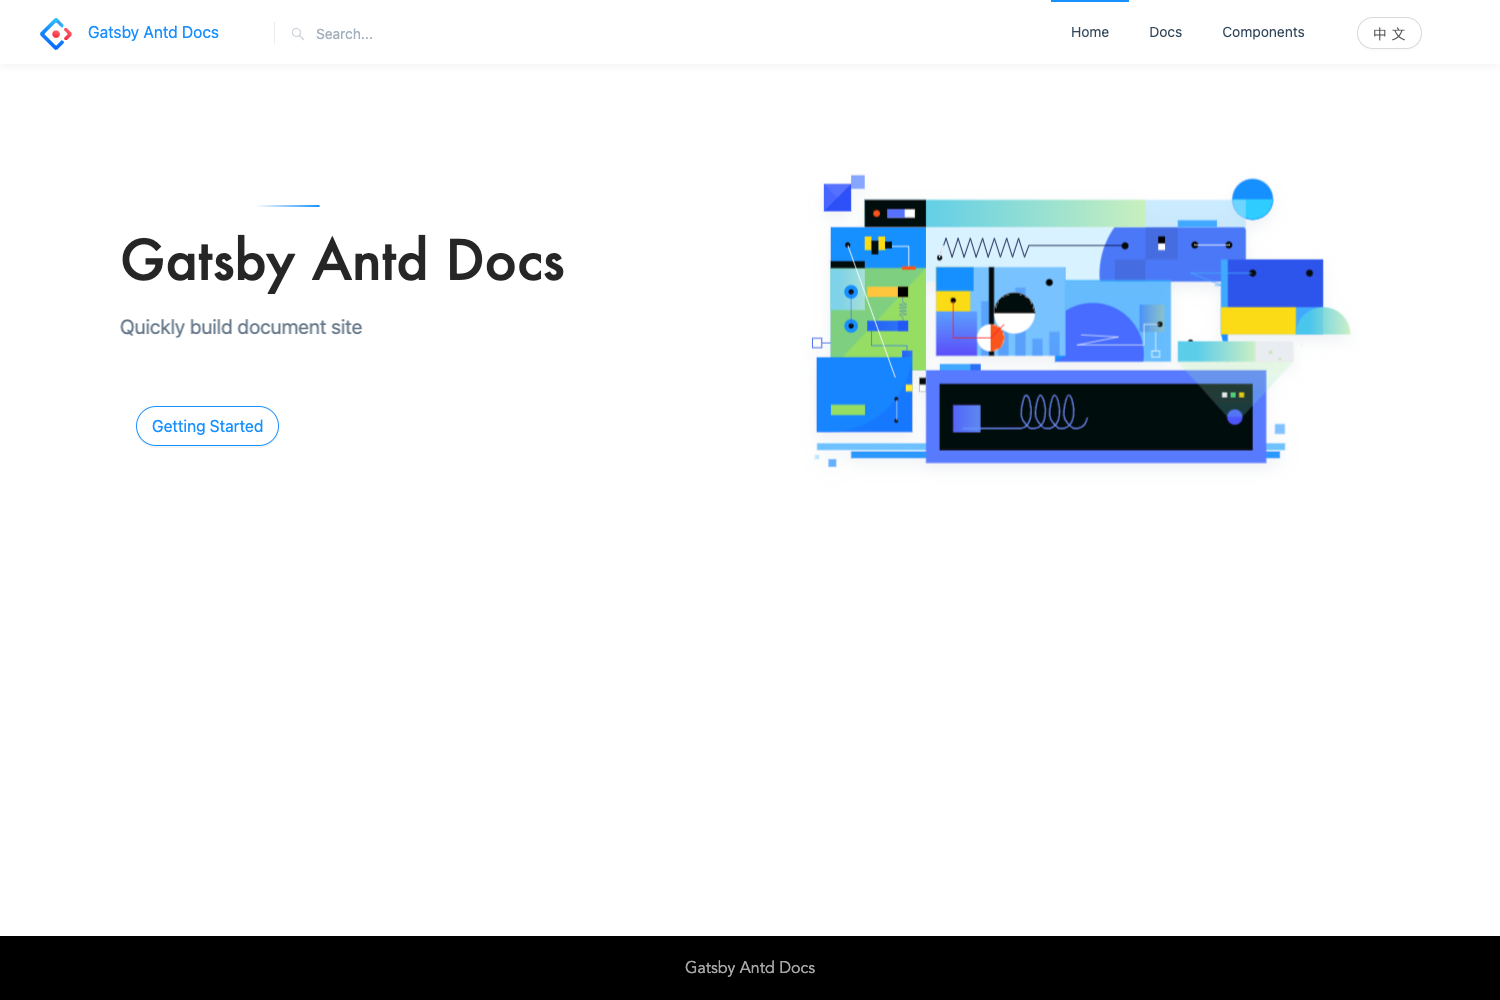 Gatsby Antd Docs
Search...
Home
Docs
Components
中 文
Gatsby Antd Docs
Quickly build document site
Getting Started
Gatsby Antd Docs